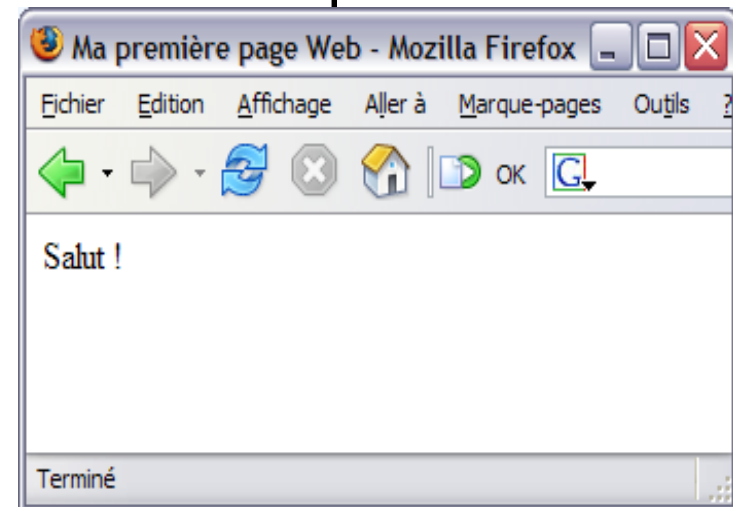 Ma première page Web - Mozilla Firefox
Fichier Edition Affichage Aller à Marque-pages Outils ?
OK G
Salut !
Terminé